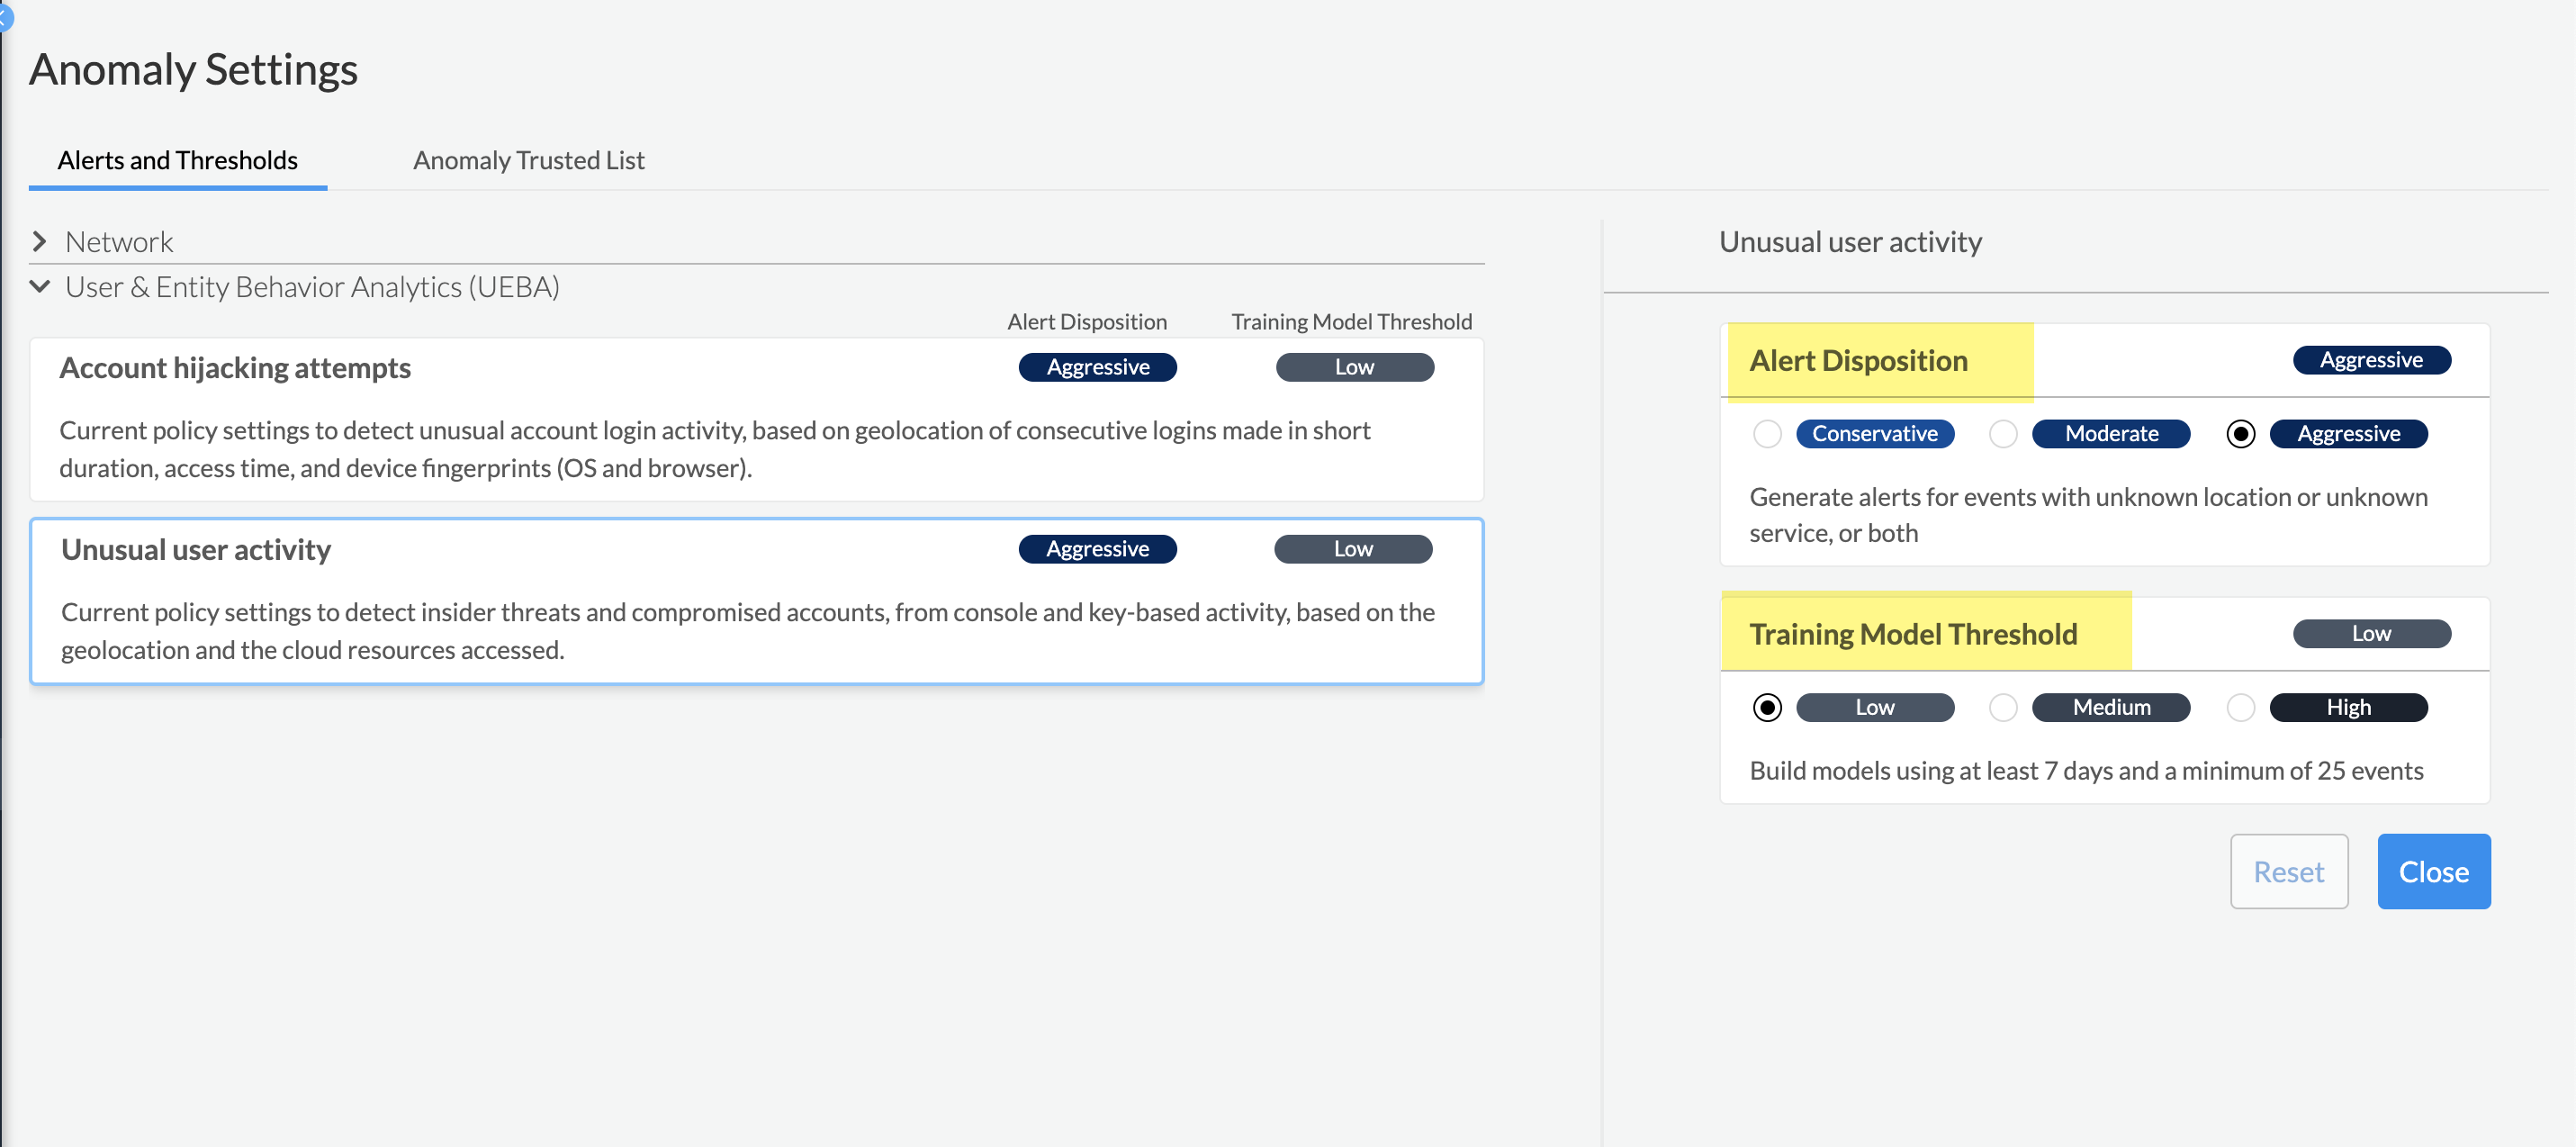 Anomaly Settings
Alerts and Thresholds
Anomaly Trusted List
Network
User & Entity Behavior Analytics (UEBA)
Alert Disposition
Training Model Threshold
Account hijacking attempts
Aggressive
Low
Current policy settings to detect unusual account login activity, based on geolocation of consecutive logins made in short
duration, access time, and device fingerprints (OS and browser).
Unusual user activity
Aggressive
Low
Current policy settings to detect insider threats and compromised accounts, from console and key-based activity, based on the
geolocation and the cloud resources accessed.
Unusual user activity
Alert Disposition
Aggressive
Conservative
Moderate
Aggressive
Generate alerts for events with unknown location or unknown
service, or both
Training Model Threshold
Low
Low
Medium
High
Build models using at least 7 days and a minimum of 25 events
Reset
Close